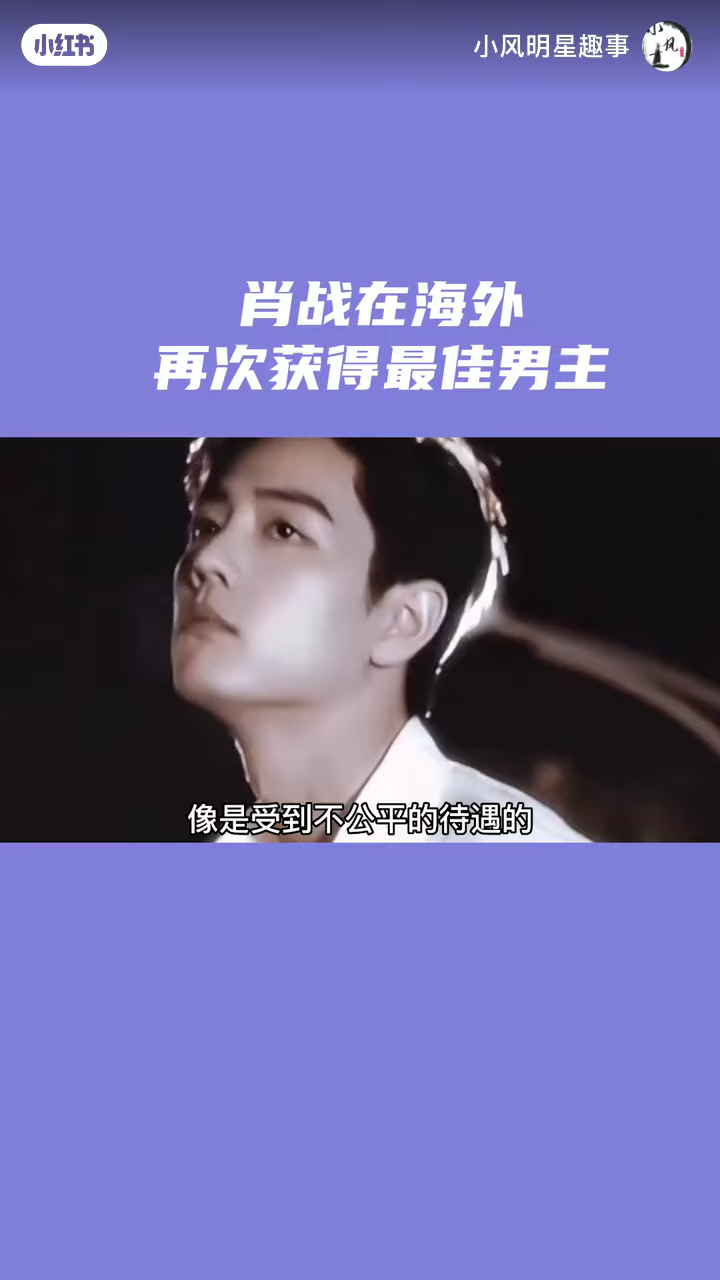 小红书
小风明星趣事
肖战在海外
再次获得最佳男主
像是受到不公平的待遇的